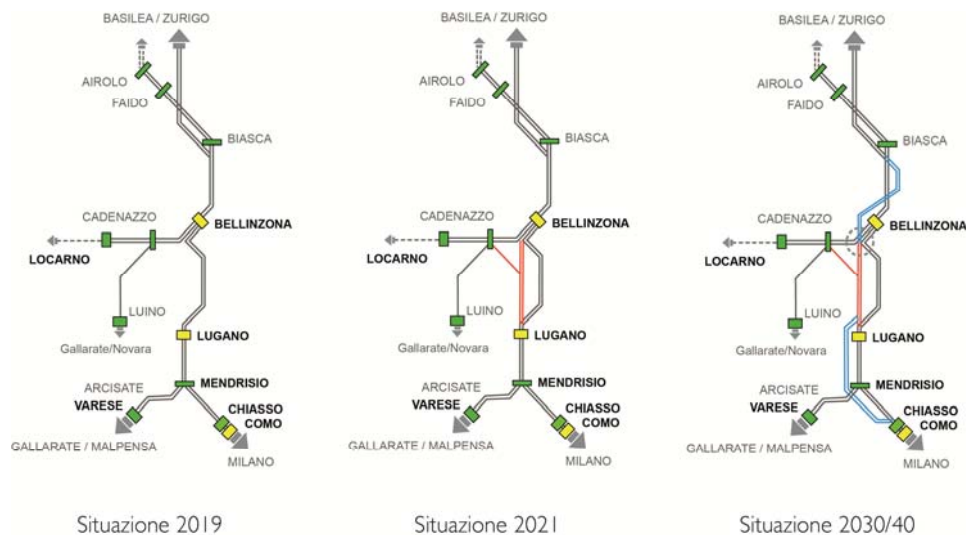 BASILEA / ZURIGO
AIROLO
FAIDO
BIASCA
CADENAZZO
BELLINZONA
LOCARNO
LUINO
Gallarate/Novara
LUGANO
ARCISATE
MENDRISIO
VARESE
CHIASSO
COMO
GALLARATE / MALPENSA
MILANO
Situazione 2019
BASILEA / ZURIGO
AIROLO
FAIDO
BIASCA
CADENAZZO
BELLINZONA
LOCARNO
LUINO
Gallarate/Novara
LUGANO
ARCISATE
MENDRISIO
VARESE
CHIASSO
COMO
GALLARATE / MALPENSA
MILANO
Situazione 2021
BASILEA / ZURIGO
AIROLO
FAIDO
BIASCA
CADENAZZO
BELLINZONA
LOCARNO
LUINO
Gallarate/Novara
LUGANO
ARCISATE
MENDRISIO
VARESE
CHIASSO
COMO
GALLARATE / MALPENSA
MILANO
Situazione 2030/40